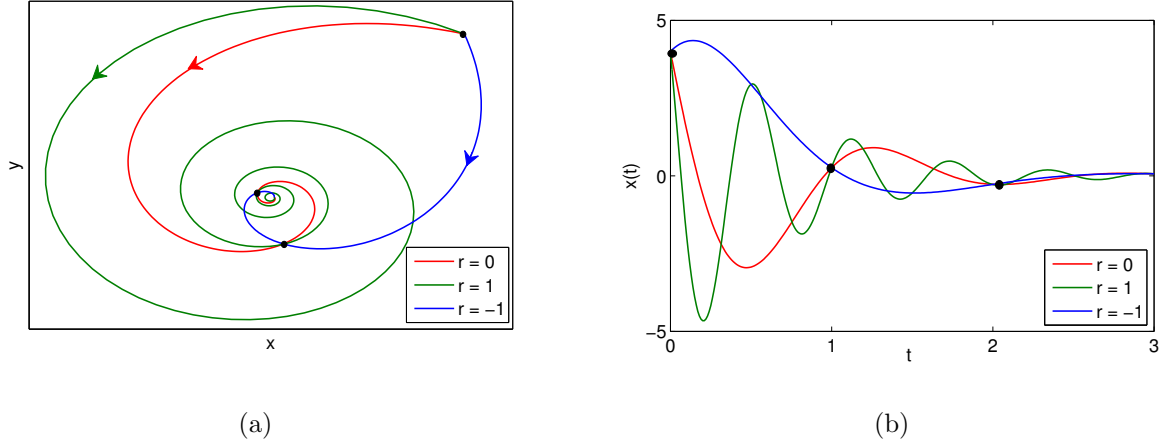 y
x
r = 0
r = 1
r = −1
(a)
5
0
−5
x(t)
0
1
2
3
t
r = 0
r = 1
r = −1
(b)